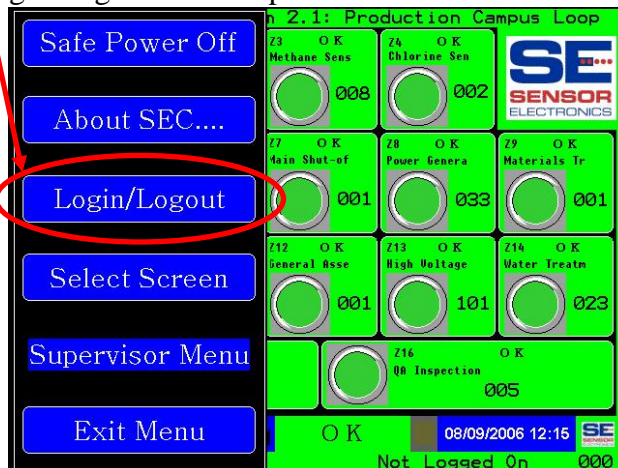 Safe Power Off
About SEC....
Login/Logout
Select Screen
Supervisor Menu
Exit Menu
2.1: Production Campus Loop
Z3 OK
Methane Sens
008
Z4 OK
Chlorine Sen
002
SE
SENSOR
ELECTRONICS
Z7 OK
Main Shut-of
001
Z8 OK
Power Genera
033
Z9 OK
Materials Tr
001
Z12 OK
General Asse
001
Z13 OK
High Voltage
101
Z14 OK
Water Treatm
023
Z16 OK
QA Inspection
005
OK
08/09/2006 12:15
SE
Not Logged On 000